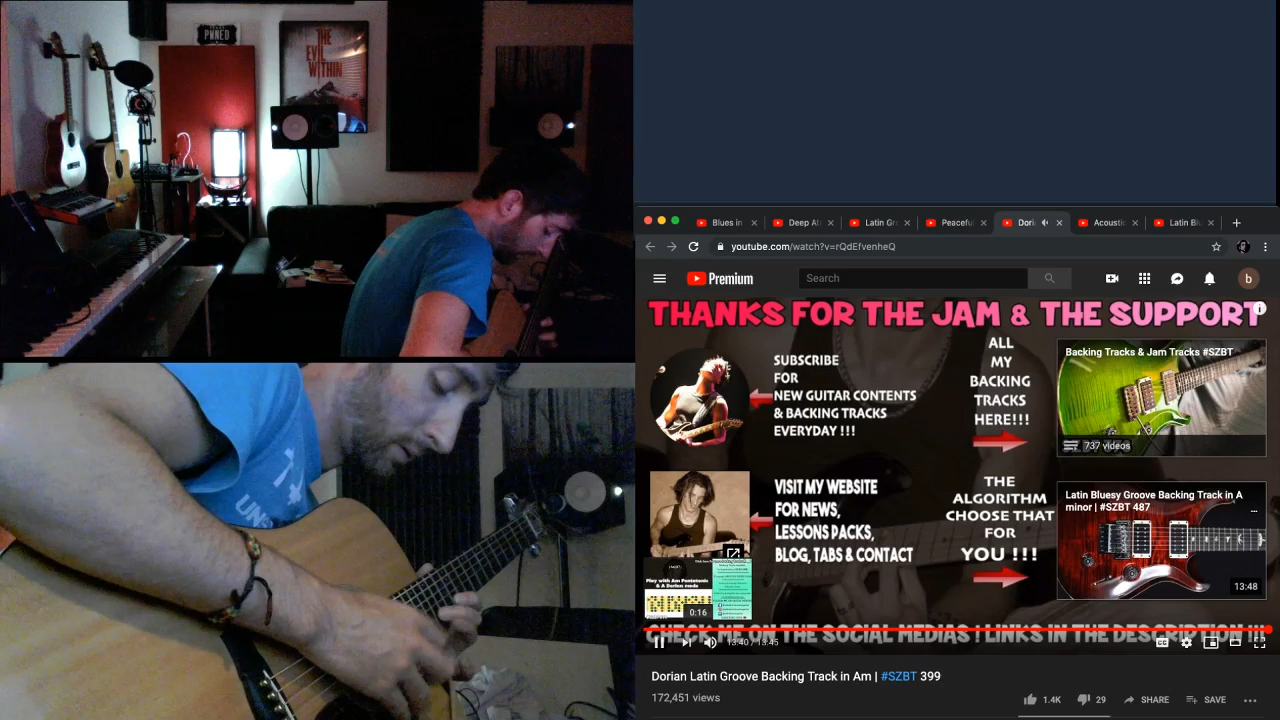 PWNED
THE
EVIL
WITHIN
UN
Blues in
Deep At
Latin Gr
Peaceful
Dori
Acoustic
Latin Bl
youtube.com/watch?v=rQdEfvenheQ
Premium
Search
b
THANKS FOR THE JAM & THE SUPPORT
SUBSCRIBE
FOR
NEW GUITAR CONTENTS
& BACKING TRACKS
EVERYDAY !!!
ALL
MY
BACKING
TRACKS
HERE!!!
Backing Tracks & Jam Tracks #SZBT
737 videos
VISIT MY WEBSITE
FOR NEWS,
LESSONS PACKS,
BLOG, TABS & CONTACT
THE
ALGORITHM
CHOOSE THAT
FOR
YOU !!!
Latin Bluesy Groove Backing Track in A
minor | #SZBT 487
13:48
Play with Am Pentatonic
& A Dorian mode
0:16
CHECK ME ON THE SOCIAL MEDIAS ! LINKS IN THE DESCRIPTION !!!
13:40 / 13:45
Dorian Latin Groove Backing Track in Am | #SZBT 399
172,451 views
1.4K
29
SHARE
SAVE